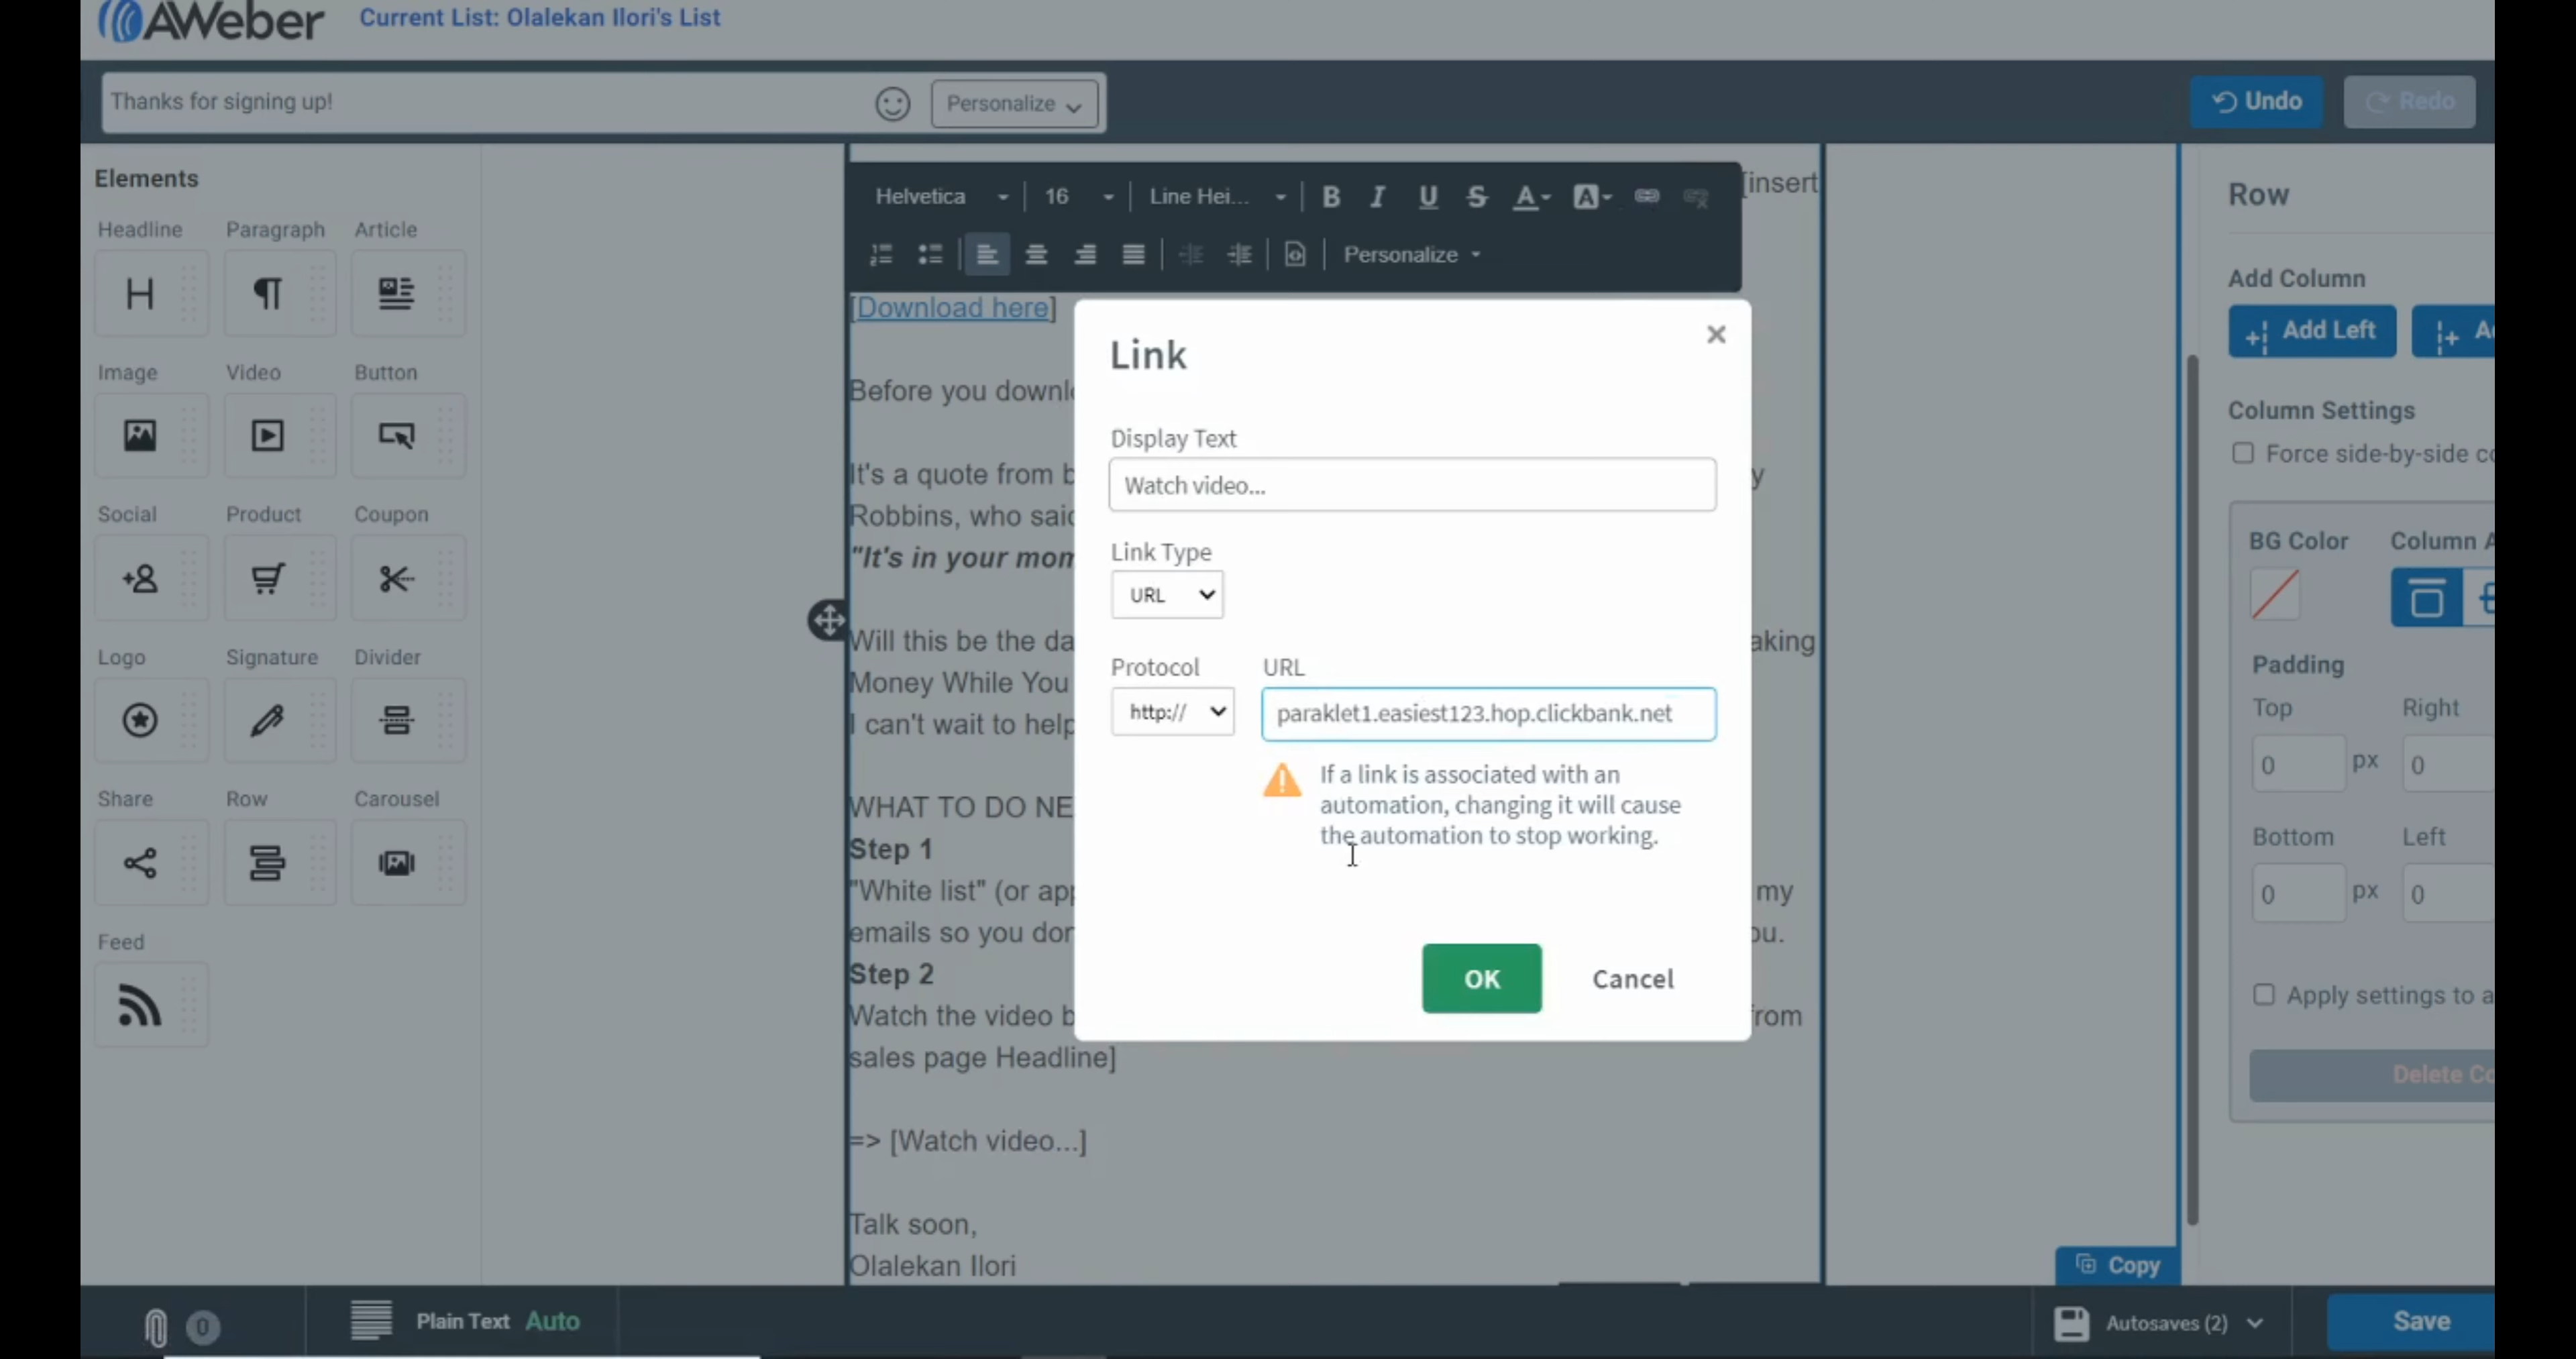 AWeber Current List: Olalekan Ilori's List
Thanks for signing up! Personalize
Undo Redo
Elements
Headline Paragraph Article
Image Video Button
Social Product Coupon
Logo Signature Divider
Share Row Carousel
Feed
Helvetica 16 Line Hei... B I U S A A
Personalize
[insert
[Download here]
Before you downl
It's a quote from b y
Robbins, who said
"It's in your mom
Will this be the da aking
Money While You
I can't wait to help
WHAT TO DO NE
Step 1
"White list" (or app my
emails so you don ou.
Step 2
Watch the video b from
sales page Headline]
=> [Watch video...]
Talk soon,
Olalekan Ilori
Link
Display Text
Watch video...
Link Type
URL
Protocol URL
http:// paraklet1.easiest123.hop.clickbank.net
If a link is associated with an
automation, changing it will cause
the automation to stop working.
OK Cancel
Row
Add Column
Add Left A
Column Settings
Force side-by-side co
BG Color Column A
Padding
Top Right
0 px 0
Bottom Left
0 px 0
Apply settings to a
Delete Co
Copy
0 Plain Text Auto
Autosaves (2) Save